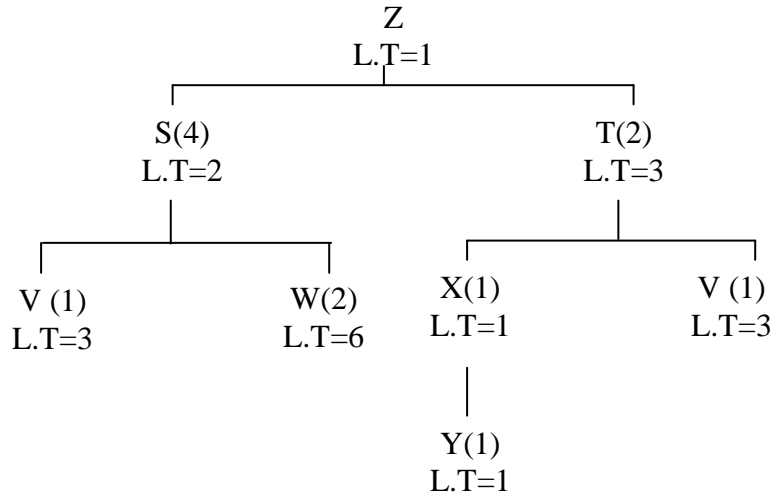 Z
L.T=1
S(4)
L.T=2
T(2)
L.T=3
V (1)
L.T=3
W(2)
L.T=6
X(1)
L.T=1
V (1)
L.T=3
Y(1)
L.T=1